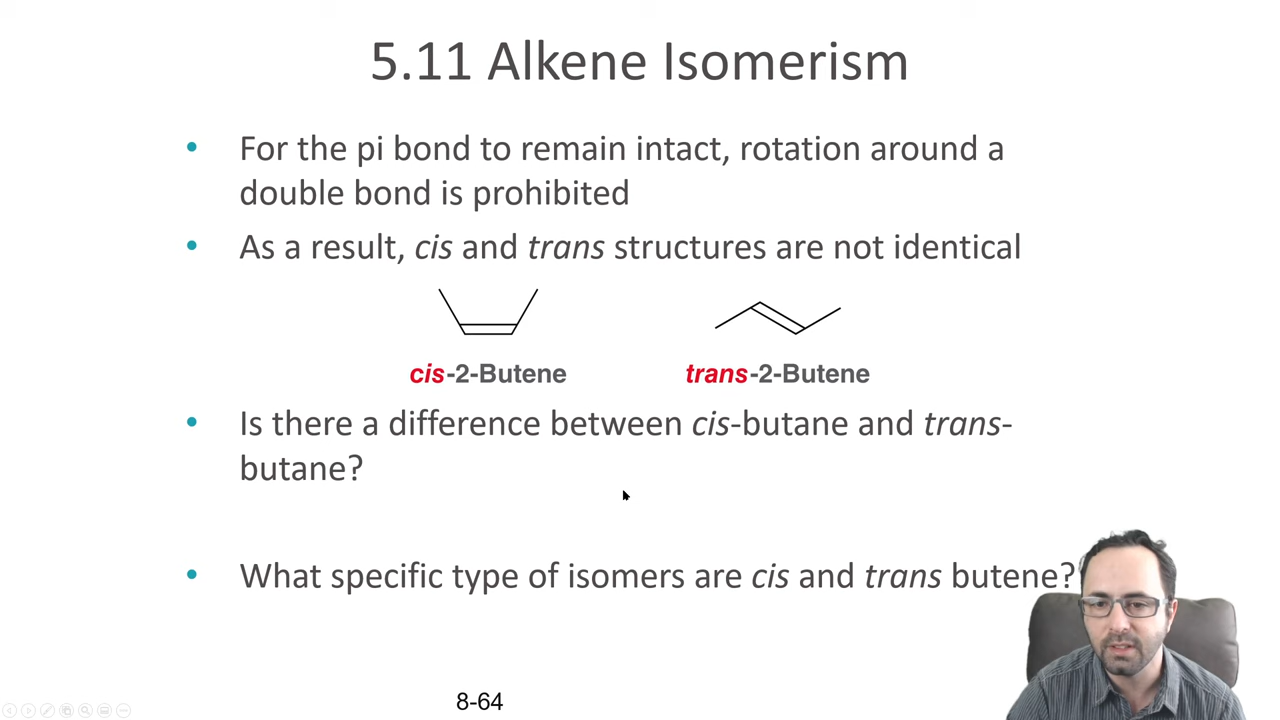 5.11 Alkene Isomerism
• For the pi bond to remain intact, rotation around a
double bond is prohibited
• As a result, cis and trans structures are not identical
cis-2-Butene trans-2-Butene
• Is there a difference between cis-butane and trans-
butane?
• What specific type of isomers are cis and trans butene?
8-64